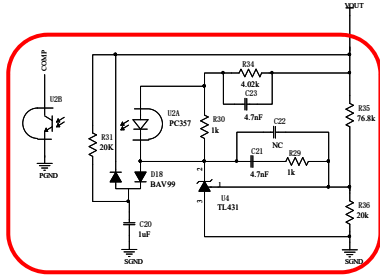 VOUT
COMP
U2B
PGND
R31
20K
U2A
PC357
D18
BAV99
C20
1uF
SGND
R34
4.02k
C23
4.7nF
R30
1k
C22
NC
C21
4.7nF
R29
1k
2
1
3
U4
TL431
R35
76.8k
R36
20k
SGND